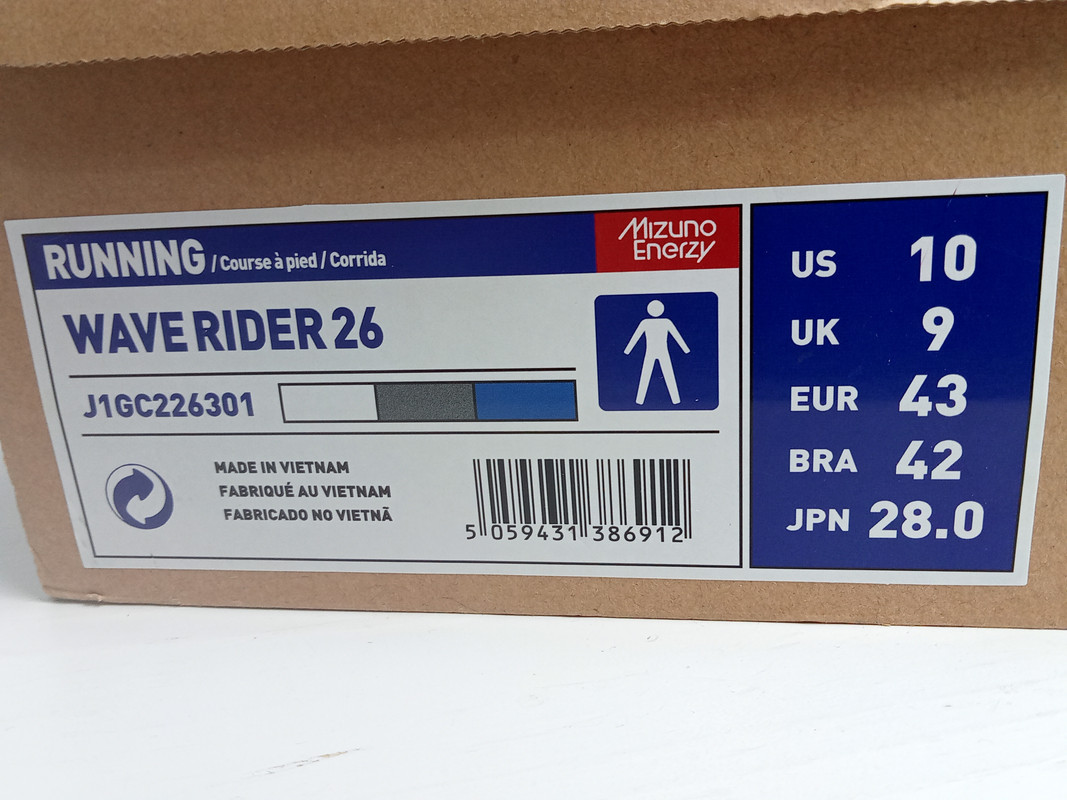 RUNNING / Course à pied / Corrida
Mizuno
Enerzy
WAVE RIDER 26
J1GC226301
MADE IN VIETNAM
FABRIQUÉ AU VIETNAM
FABRICADO NO VIETNÃ
5 059431 386912
US 10
UK 9
EUR 43
BRA 42
JPN 28.0